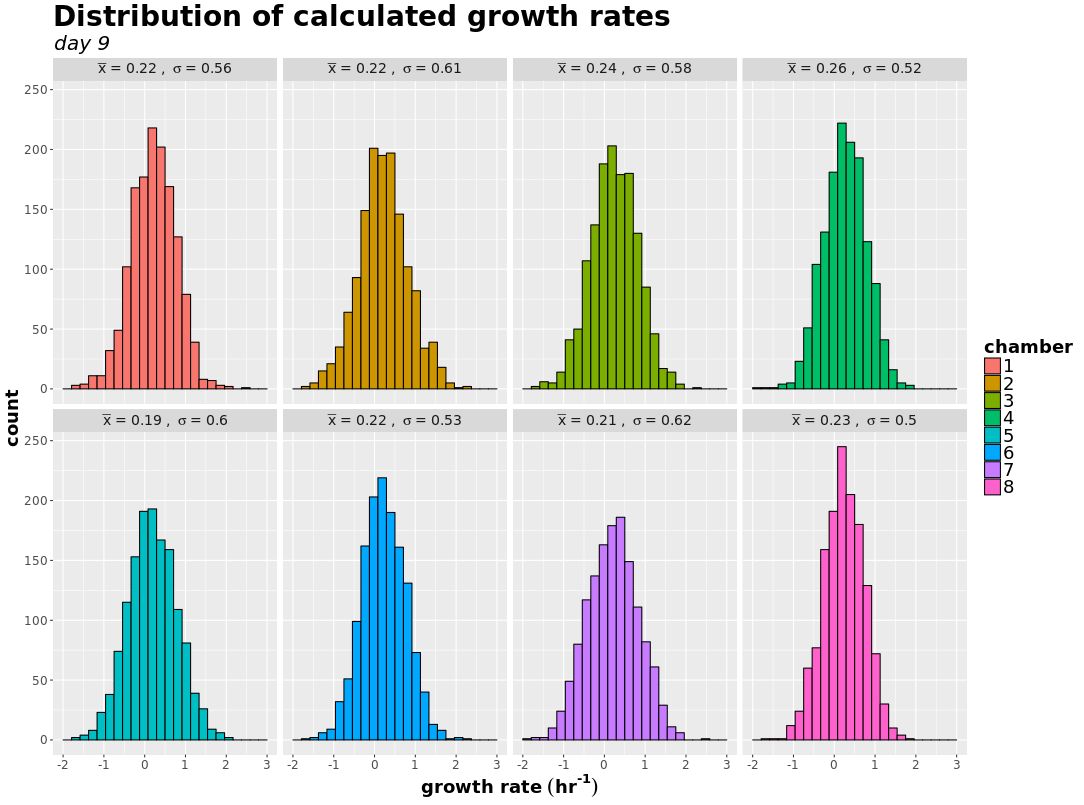 Distribution of calculated growth rates
day 9
x̅ = 0.22 , σ = 0.56
x̅ = 0.22 , σ = 0.61
x̅ = 0.24 , σ = 0.58
x̅ = 0.26 , σ = 0.52
250
200
150
100
50
0
x̅ = 0.19 , σ = 0.6
x̅ = 0.22 , σ = 0.53
x̅ = 0.21 , σ = 0.62
x̅ = 0.23 , σ = 0.5
250
200
150
100
50
0
-2 -1 0 1 2 3
-2 -1 0 1 2 3
-2 -1 0 1 2 3
-2 -1 0 1 2 3
count
growth rate (hr⁻¹)
chamber
1
2
3
4
5
6
7
8